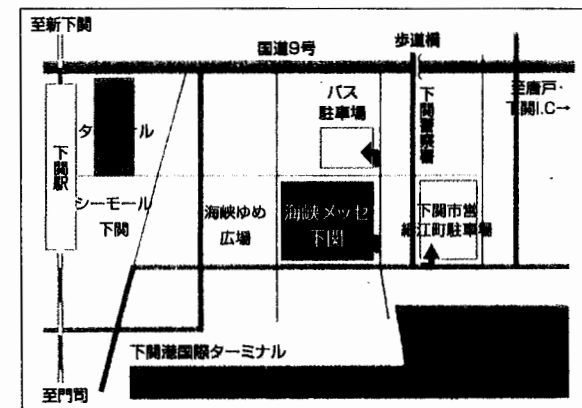 至新下関
国道9号
歩道橋
バス
駐車場
下関警察署
至唐戸・
下関I.C→
下関駅
シーモール
下関
海峡ゆめ
広場
海峡メッセ
下関
下関市営
細江町駐車場
下関港国際ターミナル
至門司